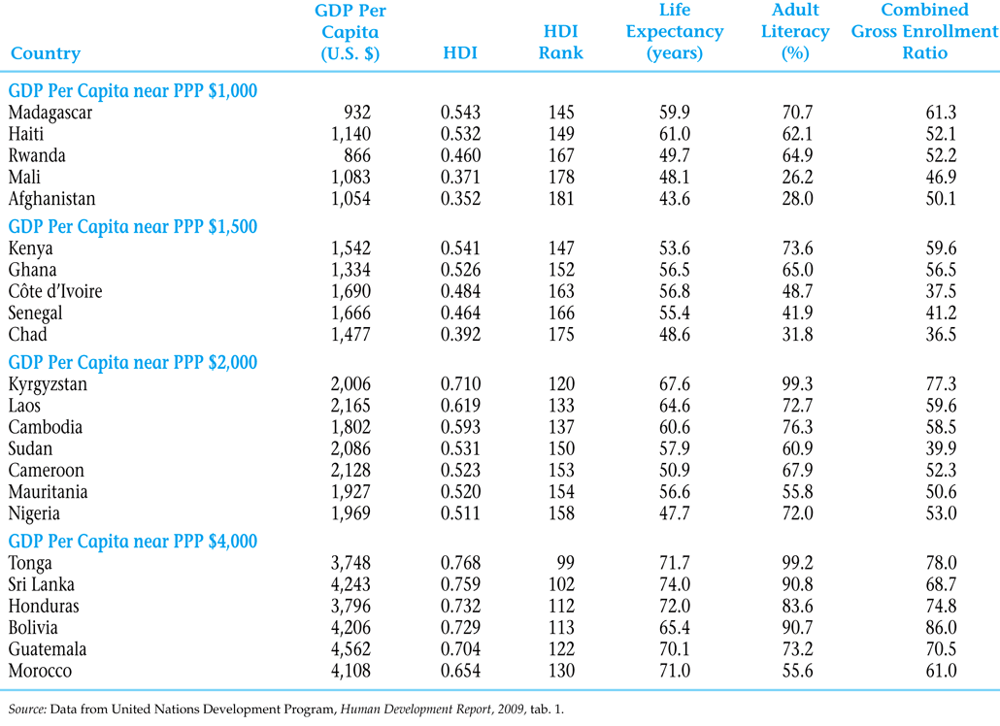 Country GDP Per Capita (U.S. $) HDI HDI Rank Life Expectancy (years) Adult Literacy (%) Combined Gross Enrollment Ratio
GDP Per Capita near PPP $1,000
Madagascar 932 0.543 145 59.9 70.7 61.3
Haiti 1,140 0.532 149 61.0 62.1 52.1
Rwanda 866 0.460 167 49.7 64.9 52.2
Mali 1,083 0.371 178 48.1 26.2 46.9
Afghanistan 1,054 0.352 181 43.6 28.0 50.1
GDP Per Capita near PPP $1,500
Kenya 1,542 0.541 147 53.6 73.6 59.6
Ghana 1,334 0.526 152 56.5 65.0 56.5
Côte d’Ivoire 1,690 0.484 163 56.8 48.7 37.5
Senegal 1,666 0.464 166 55.4 41.9 41.2
Chad 1,477 0.392 175 48.6 31.8 36.5
GDP Per Capita near PPP $2,000
Kyrgyzstan 2,006 0.710 120 67.6 99.3 77.3
Laos 2,165 0.619 133 64.6 72.7 59.6
Cambodia 1,802 0.593 137 60.6 76.3 58.5
Sudan 2,086 0.531 150 57.9 60.9 39.9
Cameroon 2,128 0.523 153 50.9 67.9 52.3
Mauritania 1,927 0.520 154 56.6 55.8 50.6
Nigeria 1,969 0.511 158 47.7 72.0 53.0
GDP Per Capita near PPP $4,000
Tonga 3,748 0.768 99 71.7 99.2 78.0
Sri Lanka 4,243 0.759 102 74.0 90.8 68.7
Honduras 3,796 0.732 112 72.0 83.6 74.8
Bolivia 4,206 0.729 113 65.4 90.7 86.0
Guatemala 4,562 0.704 122 70.1 73.2 70.5
Morocco 4,108 0.654 130 71.0 55.6 61.0
Source: Data from United Nations Development Program, Human Development Report, 2009, tab. 1.